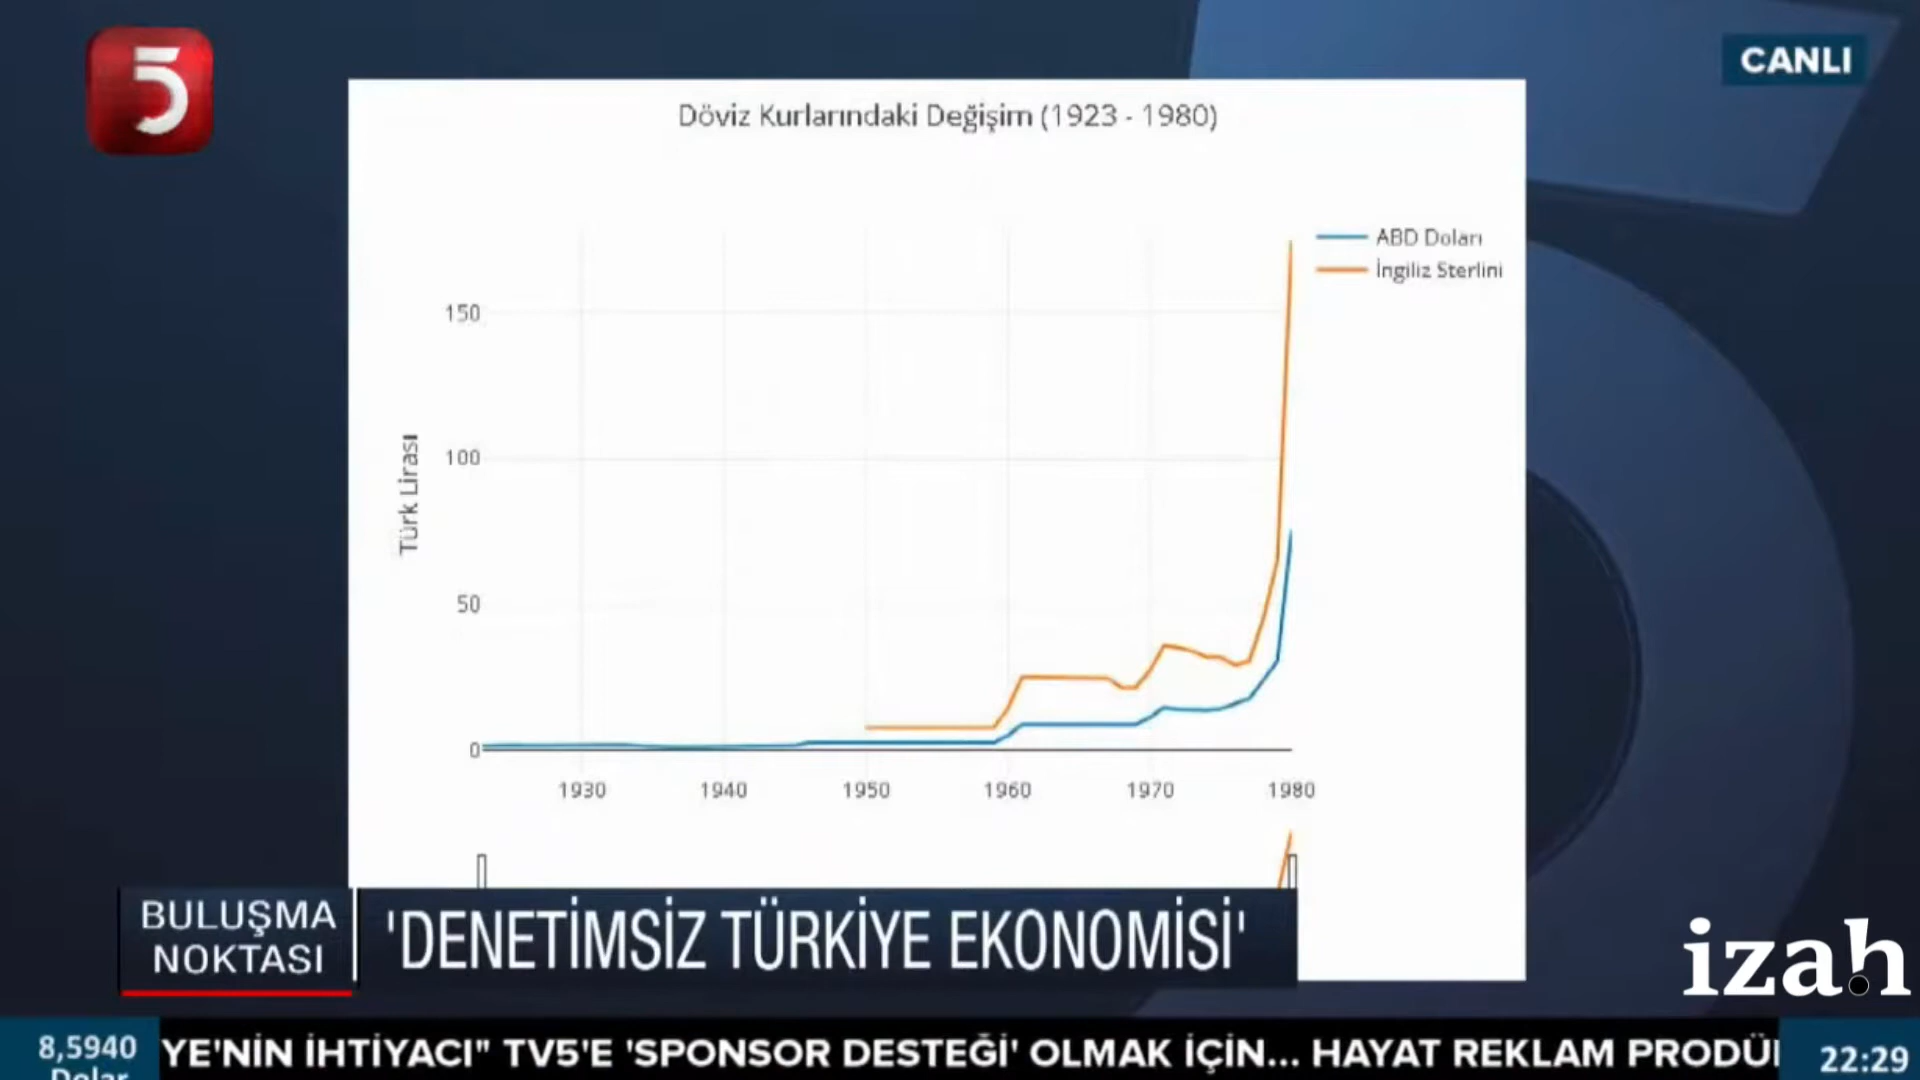 5
CANLI
Döviz Kurlarındaki Değişim (1923 - 1980)
ABD Doları
İngiliz Sterlini
150
100
50
0
Türk Lirası
1930 1940 1950 1960 1970 1980
BULUŞMA
NOKTASI
'DENETİMSİZ TÜRKİYE EKONOMİSİ'
izah
8,5940
Dolar
YE'NİN İHTİYACI" TV5'E 'SPONSOR DESTEĞİ' OLMAK İÇİN... HAYAT REKLAM PRODÜ
22:29